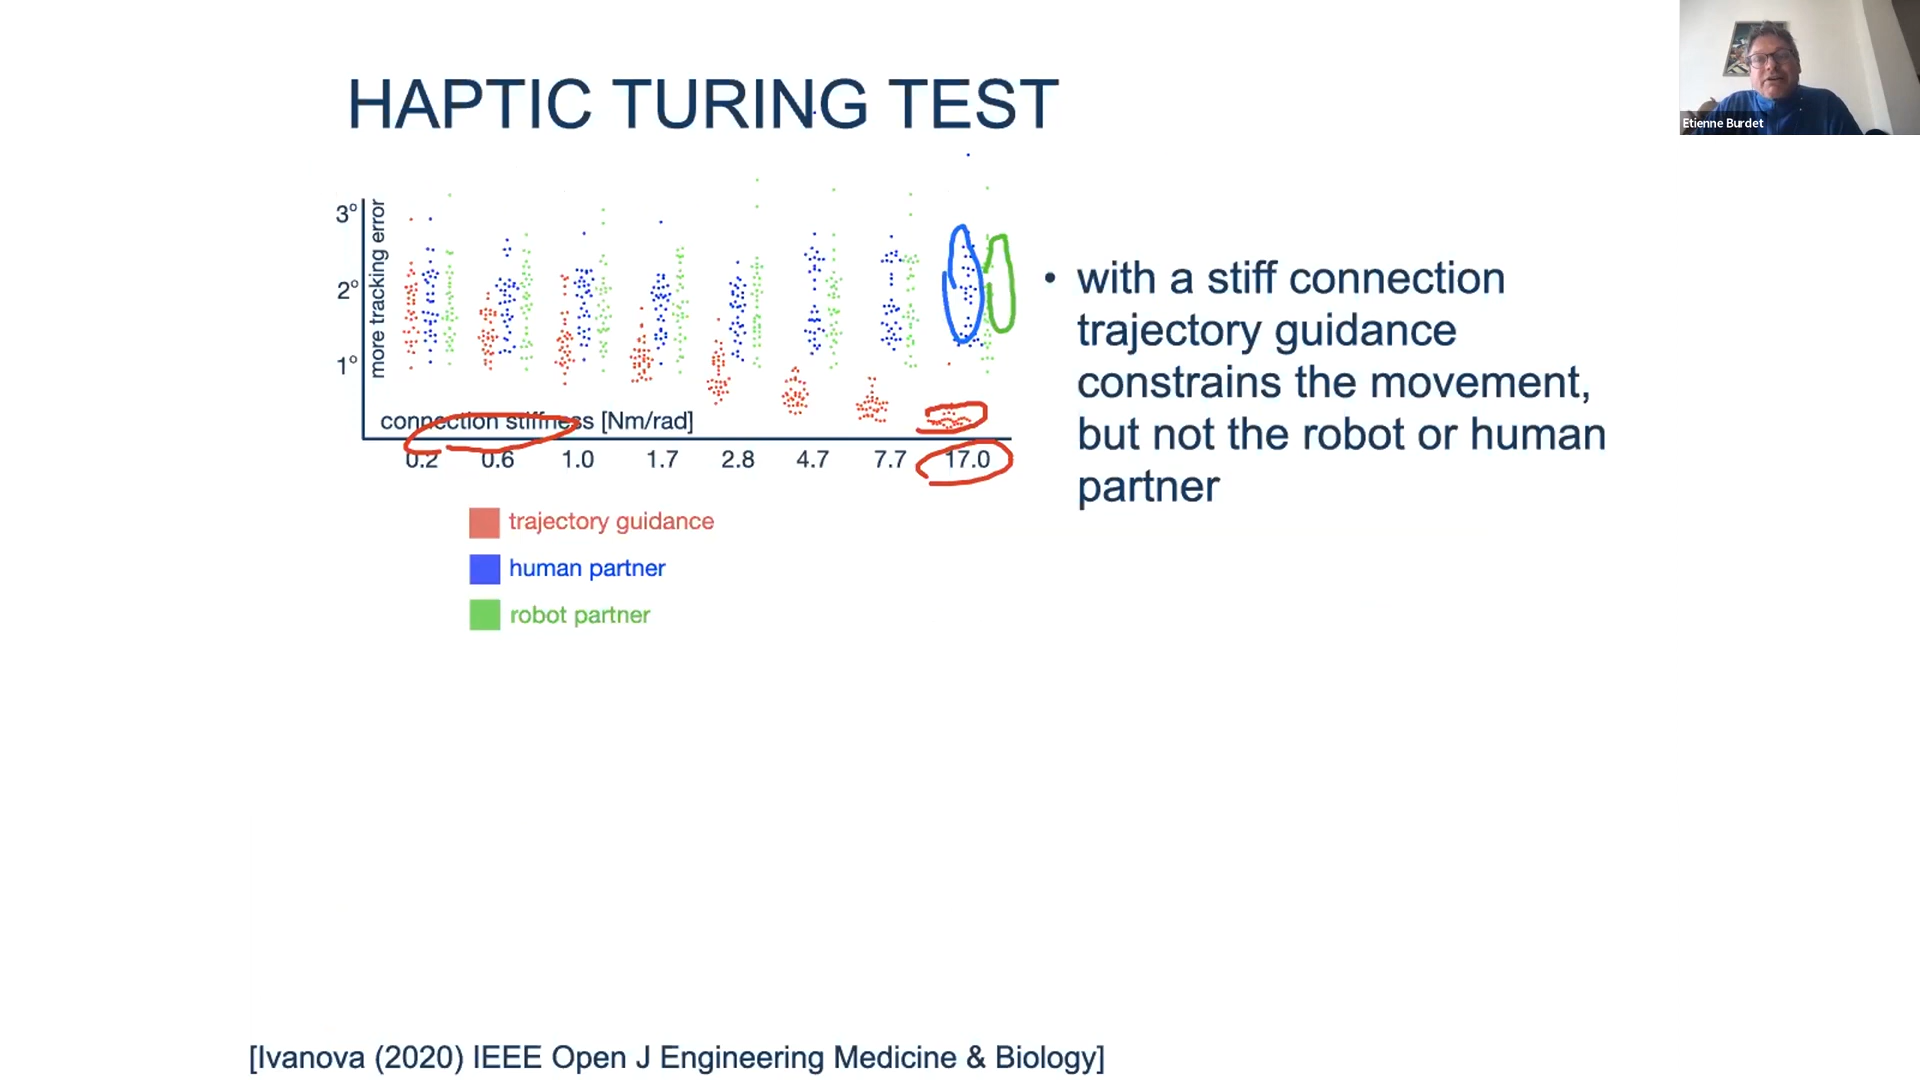 HAPTIC TURING TEST
Etienne Burdet
3°
2°
1°
more tracking error
connection stiffness [Nm/rad]
0.2 0.6 1.0 1.7 2.8 4.7 7.7 17.0
trajectory guidance
human partner
robot partner
• with a stiff connection
trajectory guidance
constrains the movement,
but not the robot or human
partner
[Ivanova (2020) IEEE Open J Engineering Medicine & Biology]